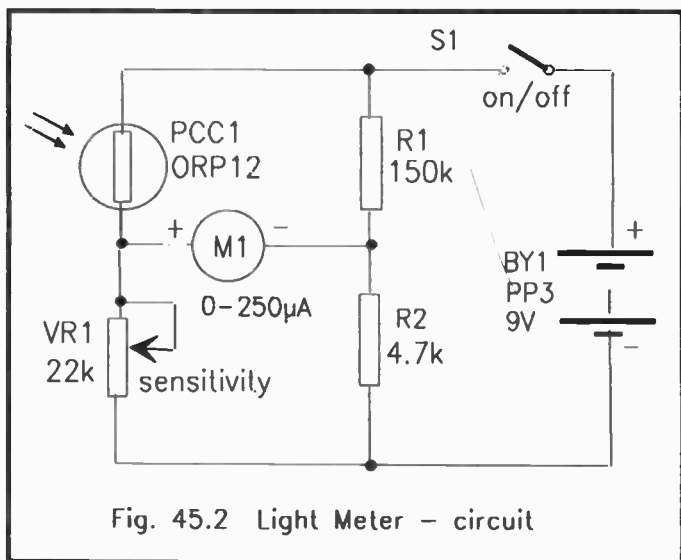 S1
on/off
PCC1
ORP12
R1
150k
+
-
M1
0-250µA
+
BY1
PP3
9V
-
VR1
22k
sensitivity
R2
4.7k
Fig. 45.2 Light Meter - circuit